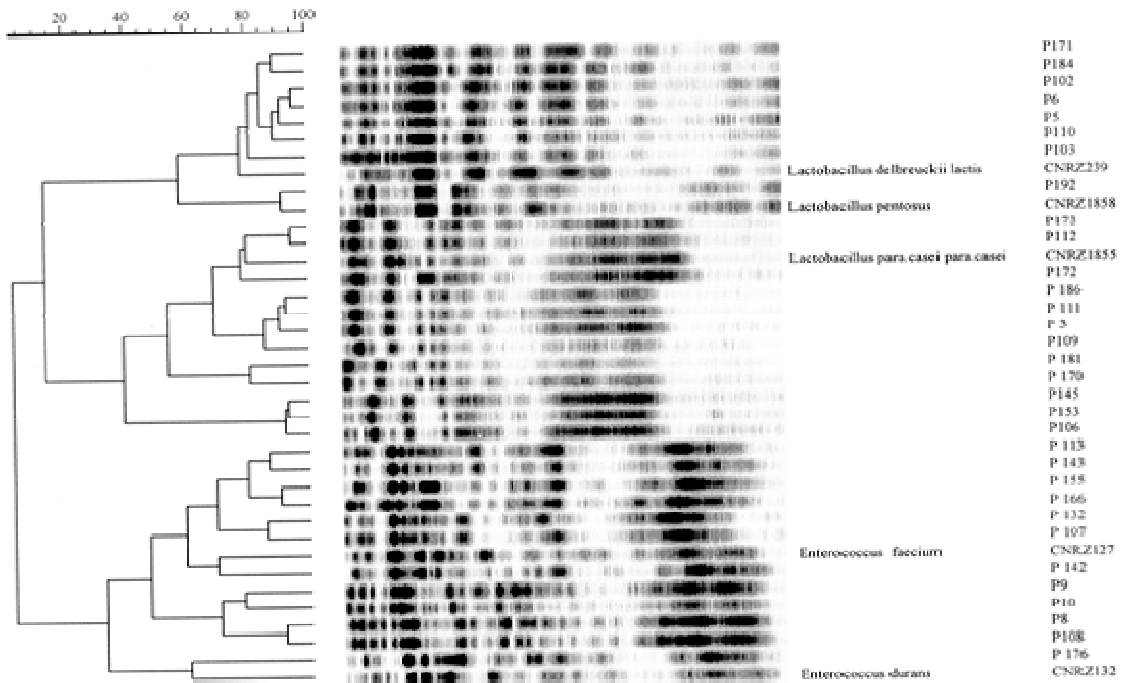 20 40 60 80 100
P171
P184
P102
P6
P5
P110
P103
Lactobacillus delbreuckii lactis CNRZ239
P192
Lactobacillus pentosus CNRZ1858
P173
P112
Lactobacillus para.casei para.casei CNRZ1855
P172
P 186
P 111
P 3
P109
P 181
P 170
P145
P153
P106
P 113
P 143
P 155
P 166
P 132
P 107
Enterococcus faecium CNRZ127
P 142
P9
P10
P8
P108
P 176
Enterococcus durans CNRZ132